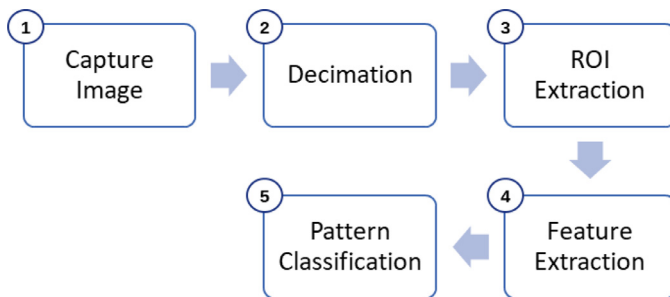 1
Capture
Image
2
Decimation
3
ROI
Extraction
4
Feature
Extraction
5
Pattern
Classification